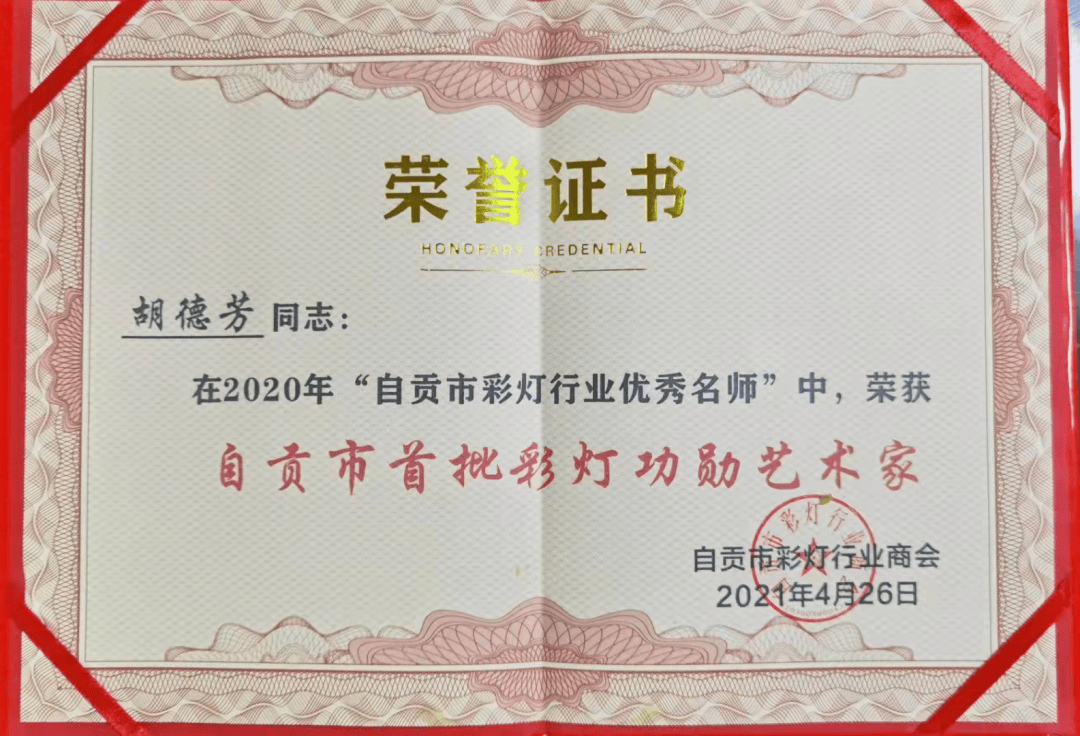 荣誉证书
HONORARY CREDENTIAL
胡德芳同志：
在2020年“自贡市彩灯行业优秀名师”中，荣获
自贡市首批彩灯功勋艺术家
自贡市彩灯行业商会
2021年4月26日